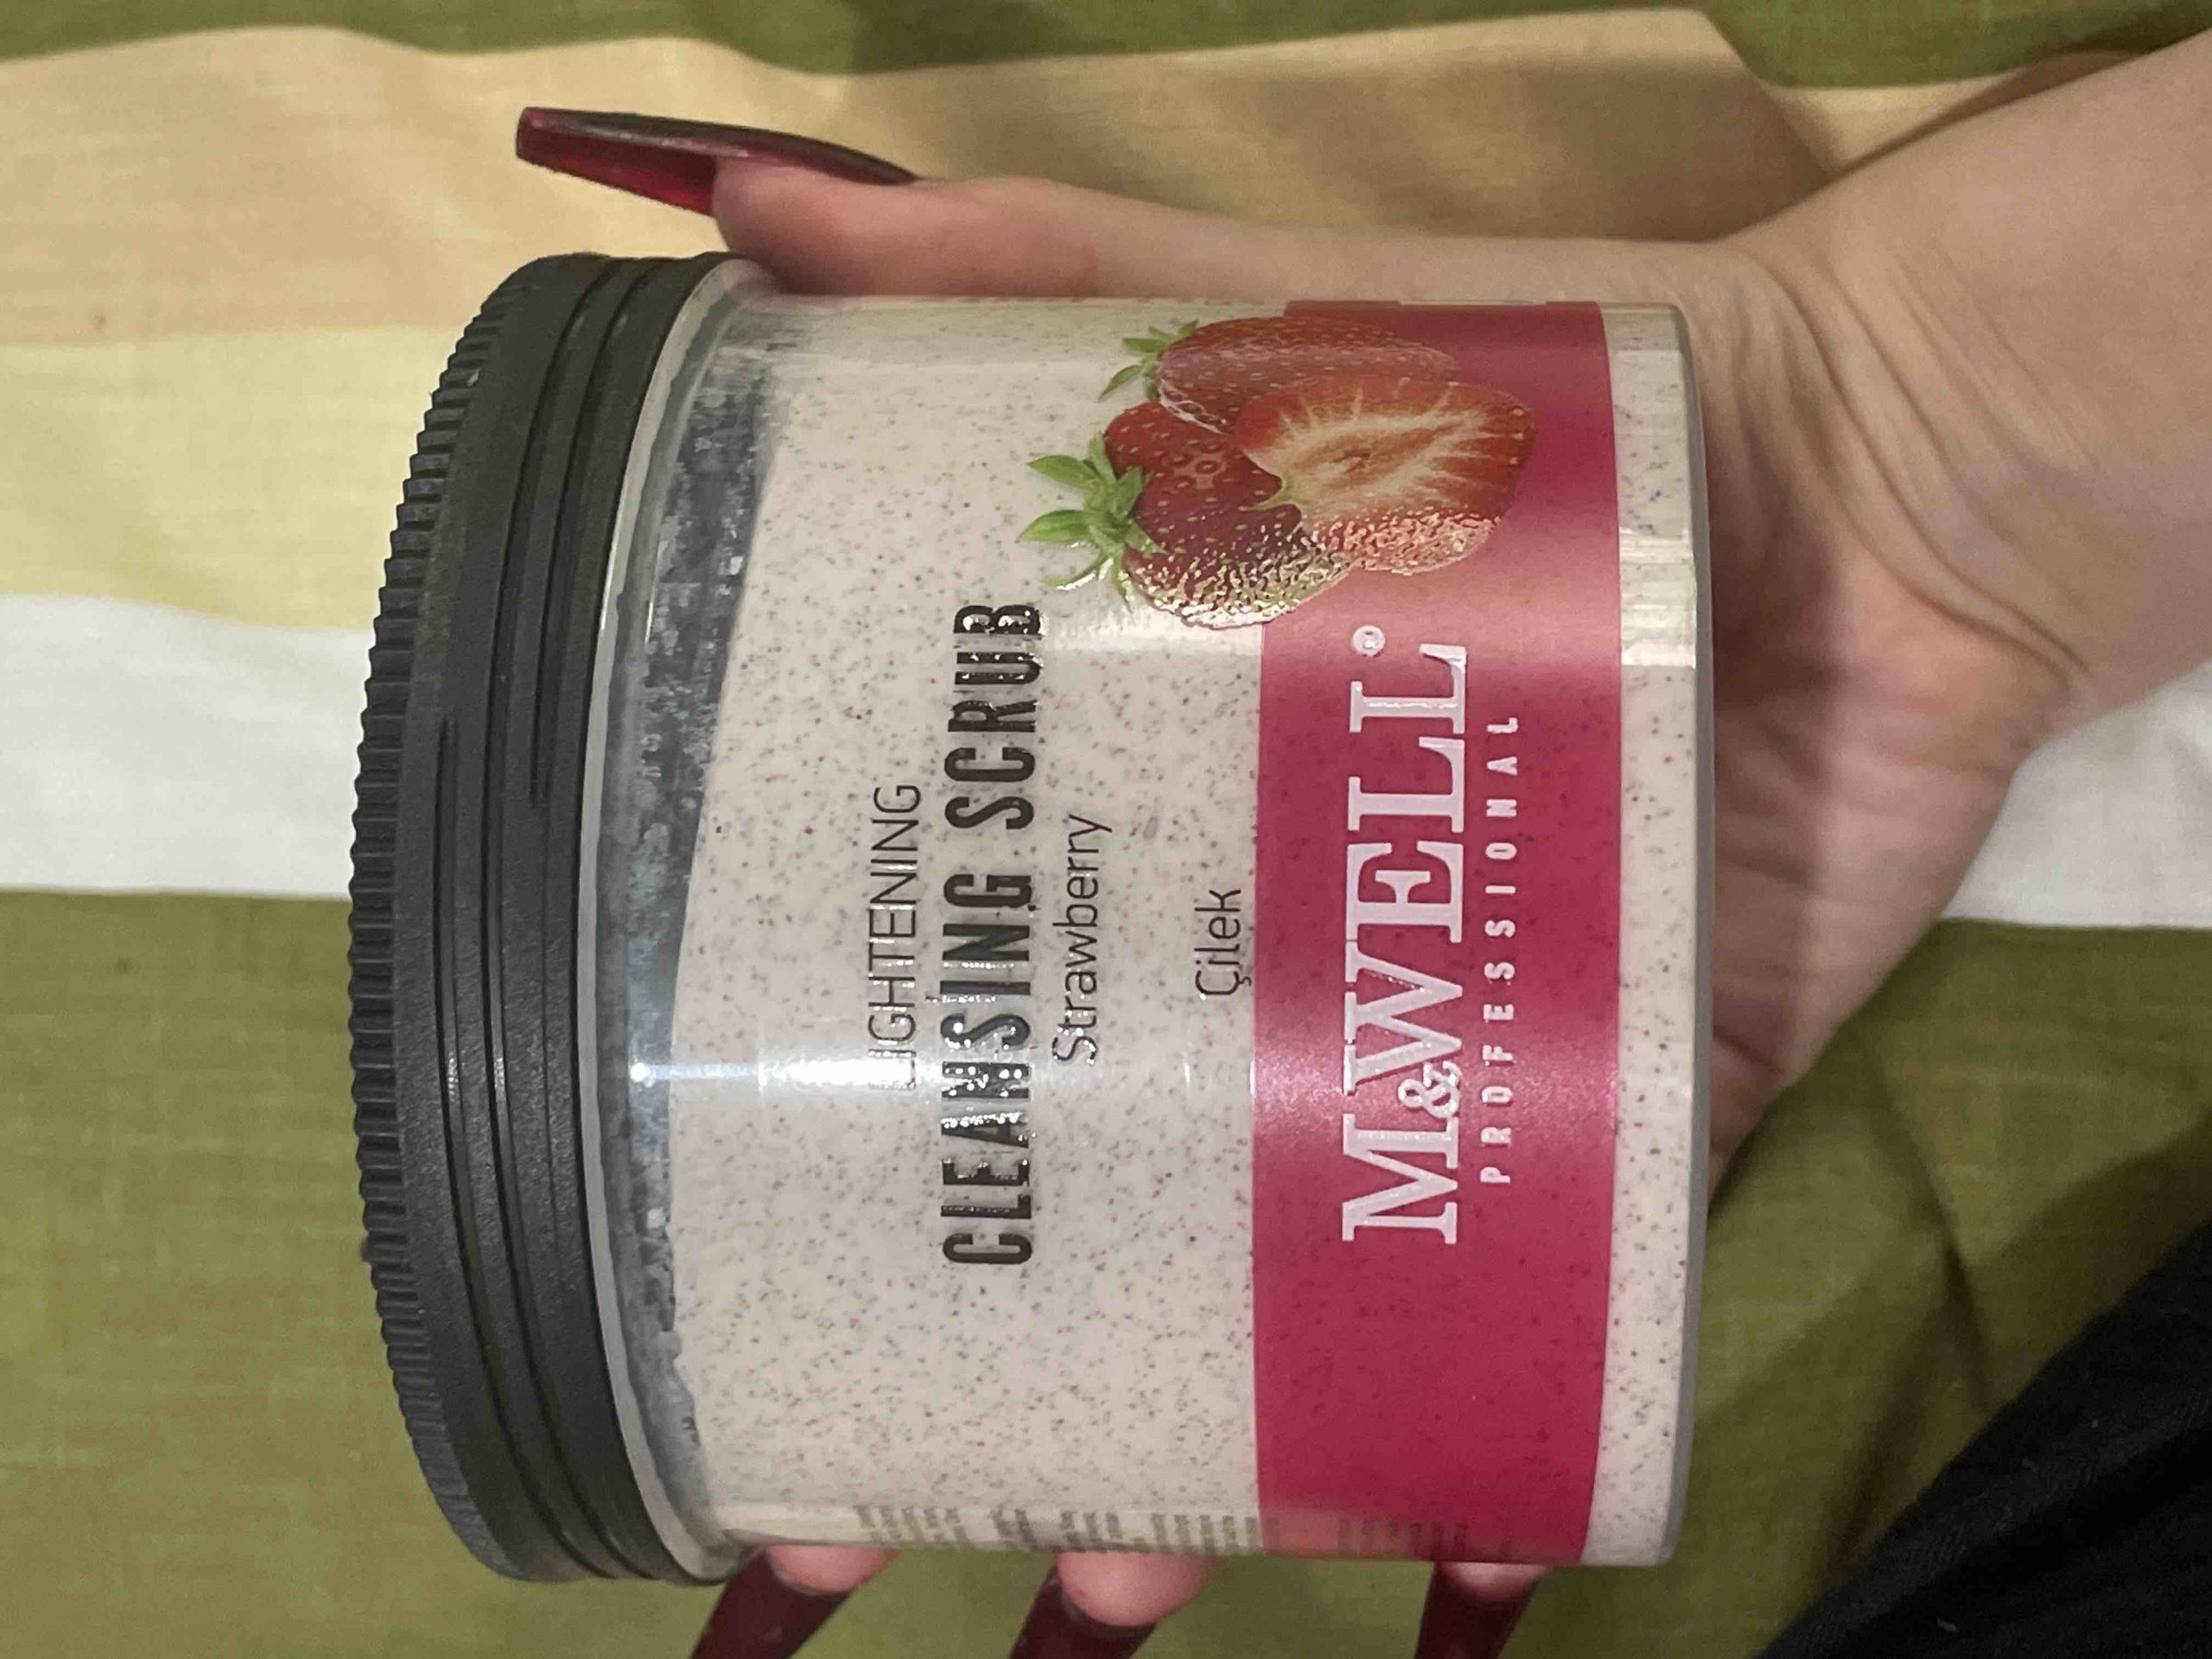 LIGHTENING
CLEANSING SCRUB
Strawberry
Çilek
M&WELL®
PROFESSIONAL